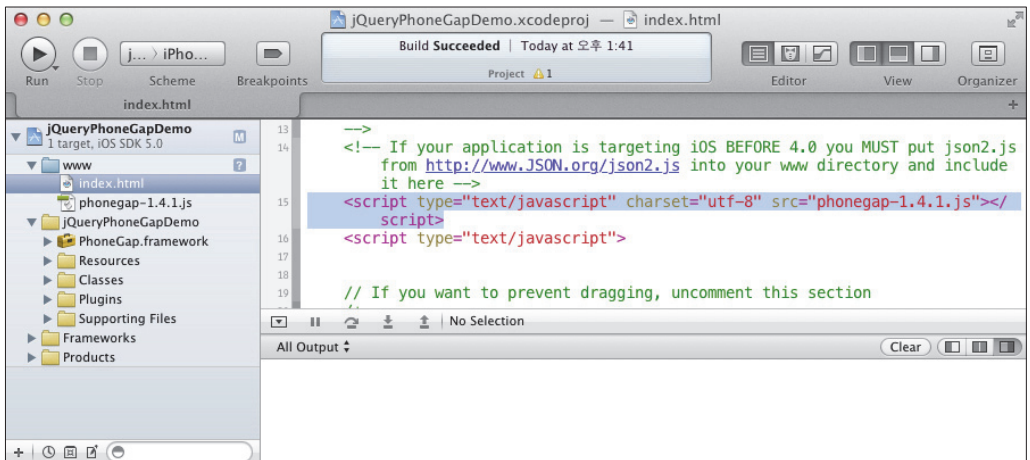 jQueryPhoneGapDemo.xcodeproj — index.html
j... 〉 iPho...
Build Succeeded | Today at 오후 1:41
Project 1
Run Stop Scheme Breakpoints Editor View Organizer
index.html
jQueryPhoneGapDemo M
1 target, iOS SDK 5.0
www ?
index.html
phonegap-1.4.1.js
jQueryPhoneGapDemo
PhoneGap.framework
Resources
Classes
Plugins
Supporting Files
Frameworks
Products
13 -->
14 <!-- If your application is targeting iOS BEFORE 4.0 you MUST put json2.js
from http://www.JSON.org/json2.js into your www directory and include
it here -->
15 <script type="text/javascript" charset="utf-8" src="phonegap-1.4.1.js"></
script>
16 <script type="text/javascript">
17
18
19 // If you want to prevent dragging, uncomment this section
No Selection
All Output Clear